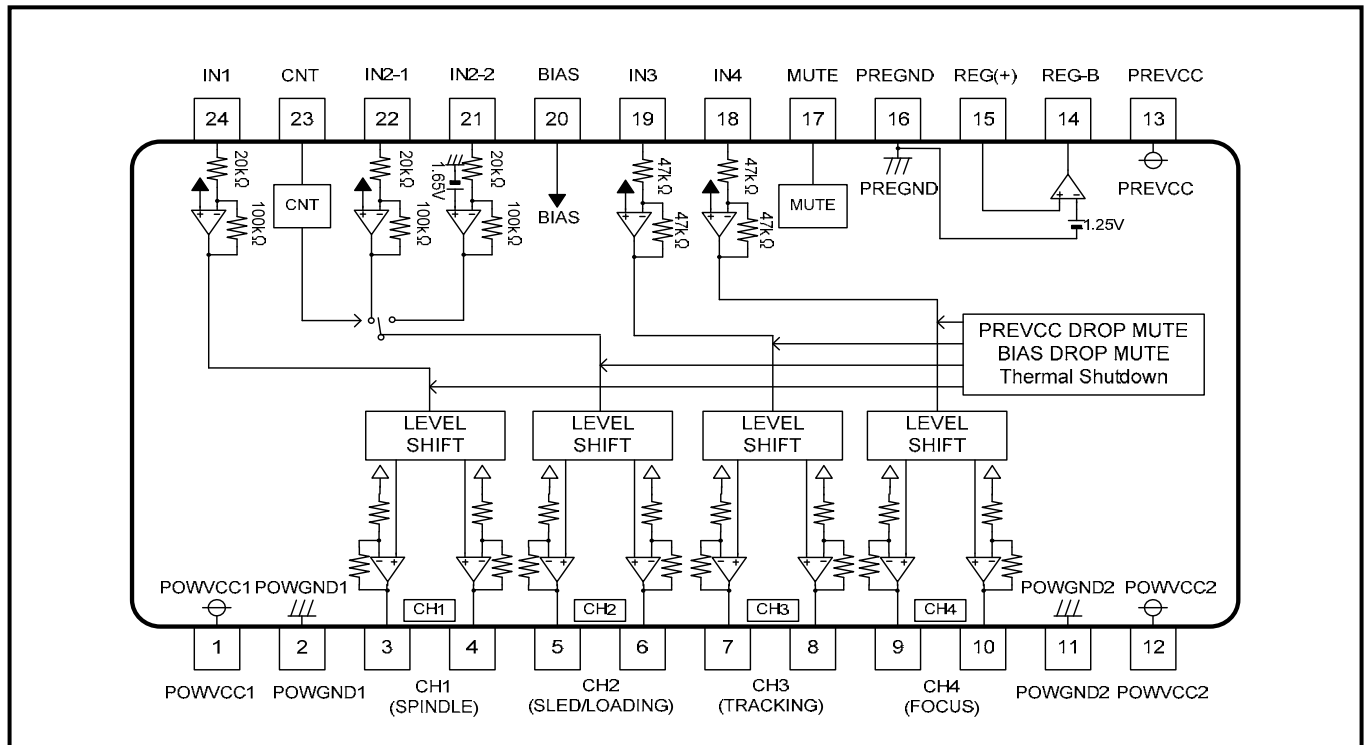 IN1 CNT IN2-1 IN2-2 BIAS IN3 IN4 MUTE PREGND REG(+) REG-B PREVCC
24 23 22 21 20 19 18 17 16 15 14 13
20kΩ 20kΩ 1.65V 20kΩ 47kΩ 47kΩ
PREGND
PREVCC
CNT
MUTE
BIAS
100kΩ 100kΩ 100kΩ 47kΩ 47kΩ
1.25V
PREVCC DROP MUTE
BIAS DROP MUTE
Thermal Shutdown
LEVEL SHIFT
LEVEL SHIFT
LEVEL SHIFT
LEVEL SHIFT
+ - + - + - + - + -
- + + - - + + - - + + - - + + -
POWVCC1 POWGND1 POWGND2 POWVCC2
CH1 CH2 CH3 CH4
1 2 3 4 5 6 7 8 9 10 11 12
POWVCC1 POWGND1 CH1 CH2 CH3 CH4 POWGND2 POWVCC2
(SPINDLE) (SLED/LOADING) (TRACKING) (FOCUS)